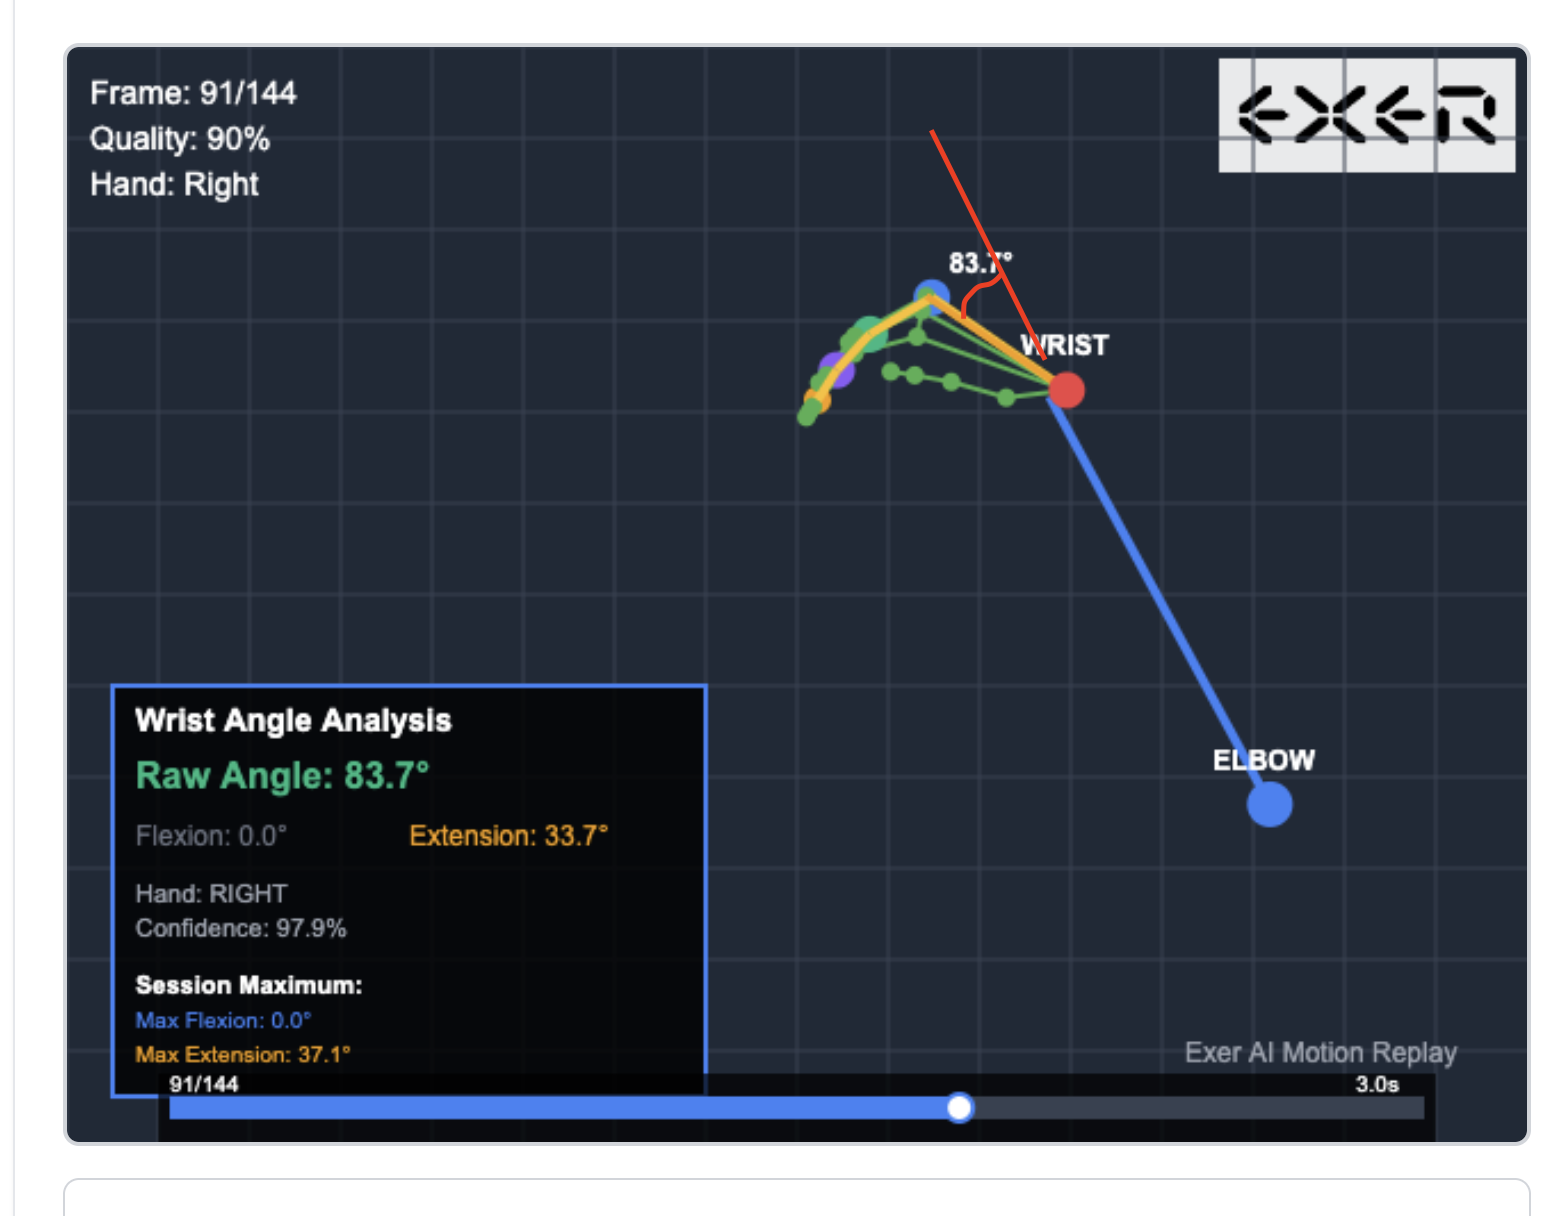 Frame: 91/144
Quality: 90%
Hand: Right
EXER
83.7°
WRIST
ELBOW
Wrist Angle Analysis
Raw Angle: 83.7°
Flexion: 0.0° Extension: 33.7°
Hand: RIGHT
Confidence: 97.9%
Session Maximum:
Max Flexion: 0.0°
Max Extension: 37.1°
Exer AI Motion Replay
91/144 3.0s